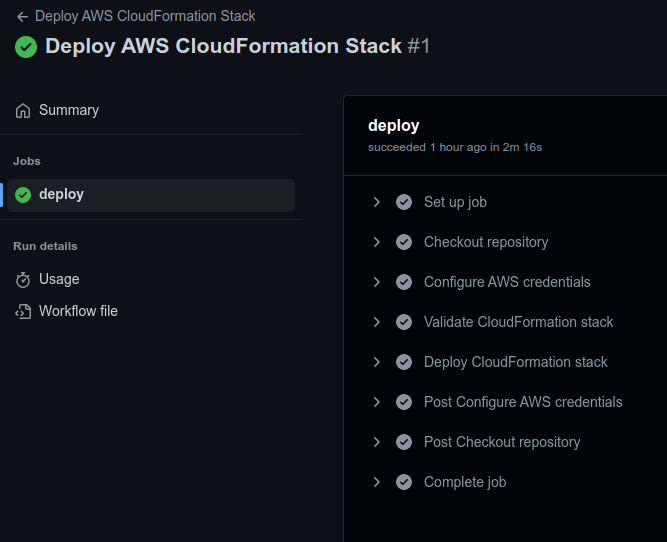 Deploy AWS CloudFormation Stack
Deploy AWS CloudFormation Stack #1
Summary
Jobs
deploy
Run details
Usage
Workflow file
deploy
succeeded 1 hour ago in 2m 16s
Set up job
Checkout repository
Configure AWS credentials
Validate CloudFormation stack
Deploy CloudFormation stack
Post Configure AWS credentials
Post Checkout repository
Complete job